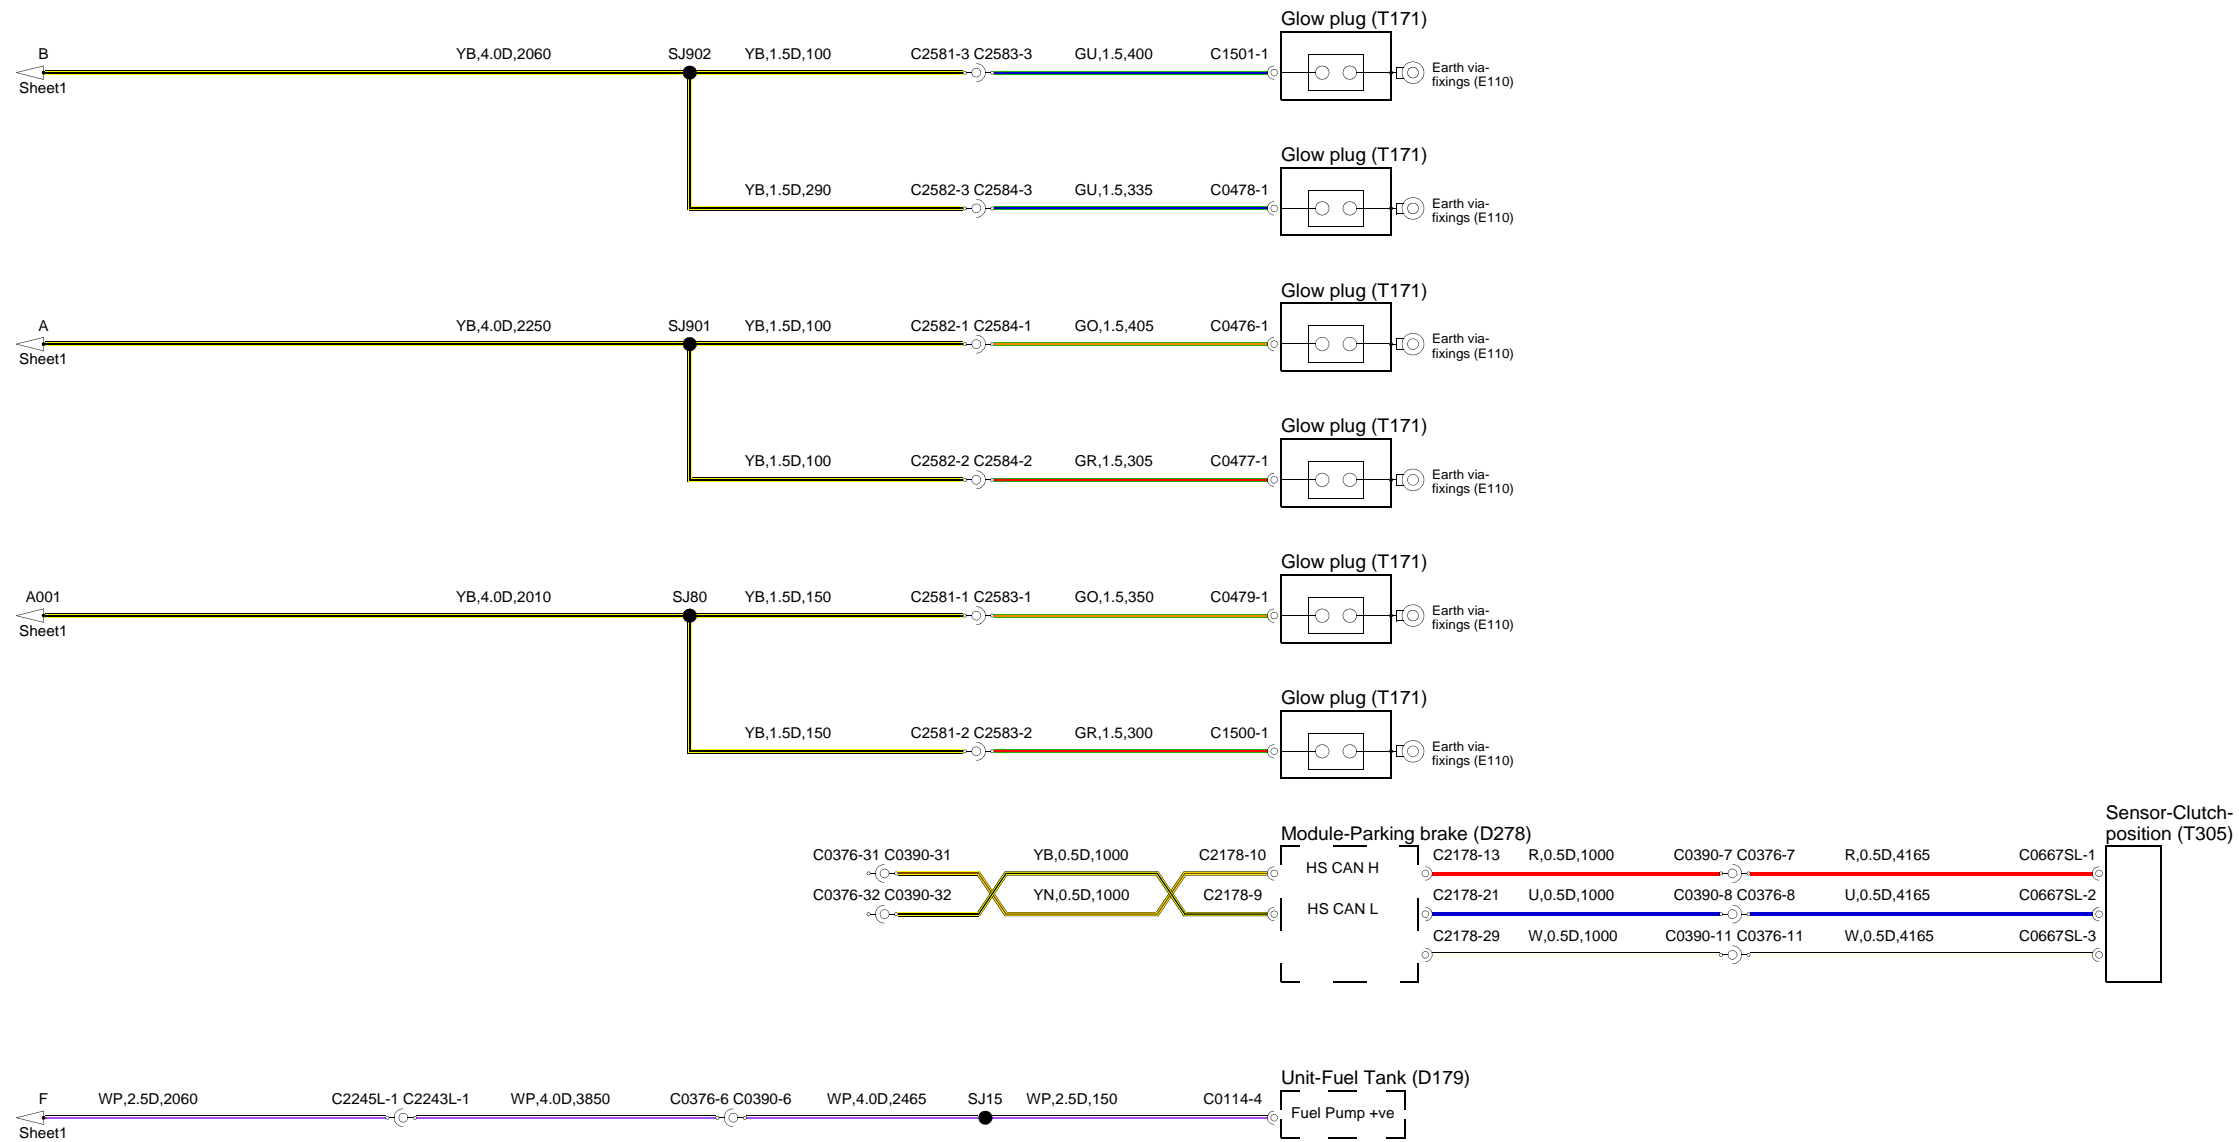 Glow plug (T171)
B YB,4.0D,2060 SJ902 YB,1.5D,100 C2581-3 C2583-3 GU,1.5,400 C1501-1
Sheet1
Earth via-
fixings (E110)
Glow plug (T171)
YB,1.5D,290 C2582-3 C2584-3 GU,1.5,335 C0478-1
Earth via-
fixings (E110)
Glow plug (T171)
A YB,4.0D,2250 SJ901 YB,1.5D,100 C2582-1 C2584-1 GO,1.5,405 C0476-1
Sheet1
Earth via-
fixings (E110)
Glow plug (T171)
YB,1.5D,100 C2582-2 C2584-2 GR,1.5,305 C0477-1
Earth via-
fixings (E110)
Glow plug (T171)
A001 YB,4.0D,2010 SJ80 YB,1.5D,150 C2581-1 C2583-1 GO,1.5,350 C0479-1
Sheet1
Earth via-
fixings (E110)
Glow plug (T171)
YB,1.5D,150 C2581-2 C2583-2 GR,1.5,300 C1500-1
Earth via-
fixings (E110)
Sensor-Clutch-
position (T305)
Module-Parking brake (D278)
C0376-31 C0390-31 YB,0.5D,1000 C2178-10 HS CAN H C2178-13 R,0.5D,1000 C0390-7 C0376-7 R,0.5D,4165 C0667SL-1
C0376-32 C0390-32 YN,0.5D,1000 C2178-9 HS CAN L C2178-21 U,0.5D,1000 C0390-8 C0376-8 U,0.5D,4165 C0667SL-2
C2178-29 W,0.5D,1000 C0390-11 C0376-11 W,0.5D,4165 C0667SL-3
Unit-Fuel Tank (D179)
F WP,2.5D,2060 C2245L-1 C2243L-1 WP,4.0D,3850 C0376-6 C0390-6 WP,4.0D,2465 SJ15 WP,2.5D,150 C0114-4 Fuel Pump +ve
Sheet1